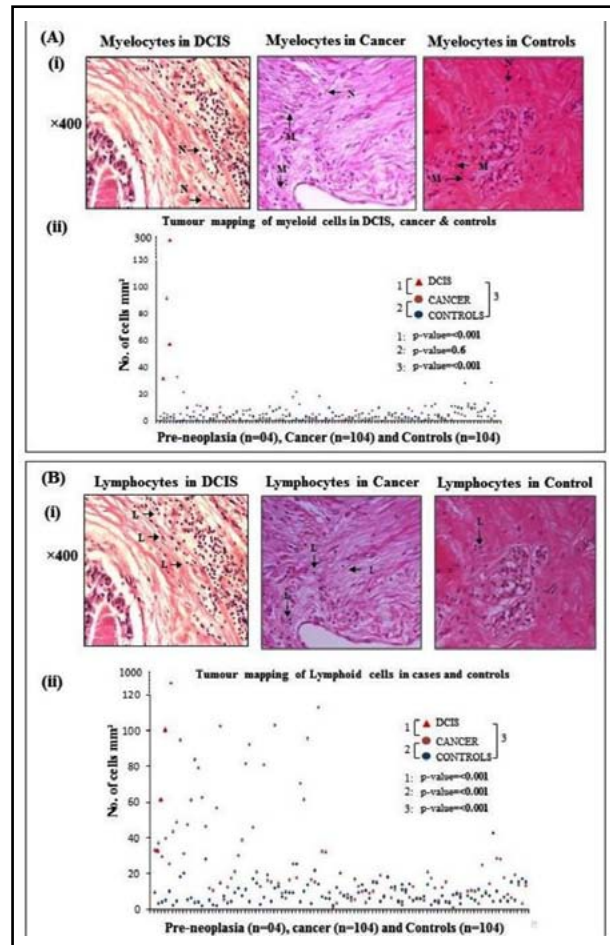 (A) Myelocytes in DCIS Myelocytes in Cancer Myelocytes in Controls
(i)
×400
N
N
N
M
M
N
M
(ii) Tumour mapping of myeloid cells in DCIS, cancer & controls
No. of cells mm²
300
110
100
80
60
40
20
0
1 DCIS
2 CANCER 3
CONTROLS
1: p-value=<0.001
2: p-value=0.6
3: p-value=<0.001
Pre-neoplasia (n=04), Cancer (n=104) and Controls (n=104)
(B) Lymphocytes in DCIS Lymphocytes in Cancer Lymphocytes in Control
(i)
×400
L
L
L
L
L
L
L
(ii) Tumour mapping of Lymphoid cells in cases and controls
No. of cells mm²
1000
120
100
80
60
40
20
0
1 DCIS
2 CANCER 3
CONTROLS
1: p-value=<0.001
2: p-value=<0.001
3: p-value=<0.001
Pre-neoplasia (n=04), cancer (n=104) and Controls (n=104)